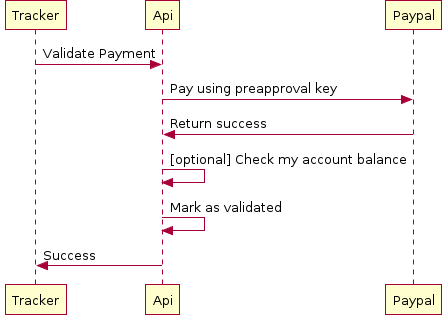 Tracker Api Paypal
Validate Payment
Pay using preapproval key
Return success
[optional] Check my account balance
Mark as validated
Success
Tracker Api Paypal